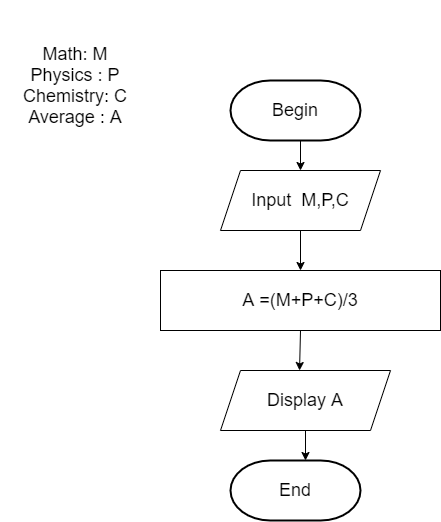 Math: M
Physics : P
Chemistry: C
Average : A
Begin
Input M,P,C
A =(M+P+C)/3
Display A
End